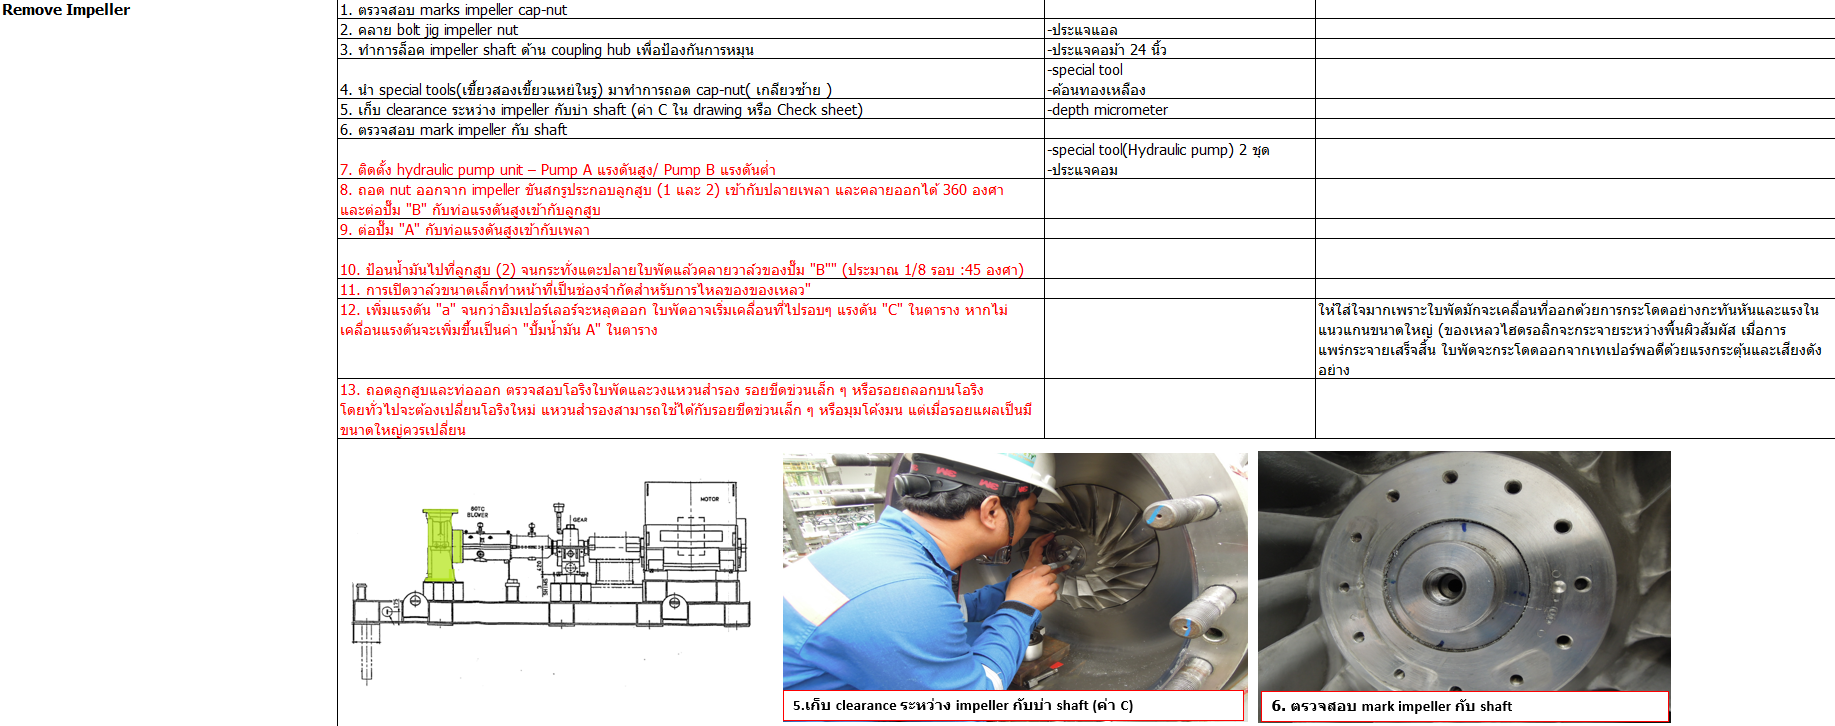 Remove Impeller
1. ตรวจสอบ marks impeller cap-nut
2. คลาย bolt jig impeller nut
-ประแจแอล
3. ทำการล็อค impeller shaft ด้าน coupling hub เพื่อป้องกันการหมุน
-ประแจคอม้า 24 นิ้ว
-special tool
4. นำ special tools(เขี้ยวสองเขี้ยวแหย่ในรู) มาทำการถอด cap-nut( เกลียวซ้าย )
-ค้อนทองเหลือง
5. เก็บ clearance ระหว่าง impeller กับบ่า shaft (ค่า C ใน drawing หรือ Check sheet)
-depth micrometer
6. ตรวจสอบ mark impeller กับ shaft
-special tool(Hydraulic pump) 2 ชุด
7. ติดตั้ง hydraulic pump unit – Pump A แรงดันสูง/ Pump B แรงดันต่ำ
-ประแจคอม
8. ถอด nut ออกจาก impeller ขันสกรูประกอบลูกสูบ (1 และ 2) เข้ากับปลายเพลา และคลายออกได้ 360 องศา
และต่อปั๊ม "B" กับท่อแรงดันสูงเข้ากับลูกสูบ
9. ต่อปั๊ม "A" กับท่อแรงดันสูงเข้ากับเพลา
10. ป้อนน้ำมันไปที่ลูกสูบ (2) จนกระทั่งแตะปลายใบพัดแล้วคลายวาล์วของปั๊ม "B"" (ประมาณ 1/8 รอบ :45 องศา)
11. การเปิดวาล์วขนาดเล็กทำหน้าที่เป็นช่องจำกัดสำหรับการไหลของของเหลว"
12. เพิ่มแรงดัน "a" จนกว่าอิมเปอร์เลอร์จะหลุดออก ใบพัดอาจเริ่มเคลื่อนที่ไปรอบๆ แรงดัน "C" ในตาราง หากไม่
เคลื่อนแรงดันจะเพิ่มขึ้นเป็นค่า "ปั้มน้ำมัน A" ในตาราง
ให้ใส่ใจมากเพราะใบพัดมักจะเคลื่อนที่ออกด้วยการกระโดดอย่างกะทันหันและแรงใน
แนวแกนขนาดใหญ่ (ของเหลวไฮดรอลิกจะกระจายระหว่างพื้นผิวสัมผัส เมื่อการ
แพร่กระจายเสร็จสิ้น ใบพัดจะกระโดดออกจากเทเปอร์พอดีด้วยแรงกระตุ้นและเสียงดัง
อย่าง
13. ถอดลูกสูบและท่อออก ตรวจสอบโอริงใบพัดและวงแหวนสำรอง รอยขีดข่วนเล็ก ๆ หรือรอยถลอกบนโอริง
โดยทั่วไปจะต้องเปลี่ยนโอริงใหม่ แหวนสำรองสามารถใช้ได้กับรอยขีดข่วนเล็ก ๆ หรือมุมโค้งมน แต่เมื่อรอยแผลเป็นมี
ขนาดใหญ่ควรเปลี่ยน
MOTOR
60TC
BLOWER
GEAR
420
3
SHIMS
175
5.เก็บ clearance ระหว่าง impeller กับบ่า shaft (ค่า C)
6. ตรวจสอบ mark impeller กับ shaft